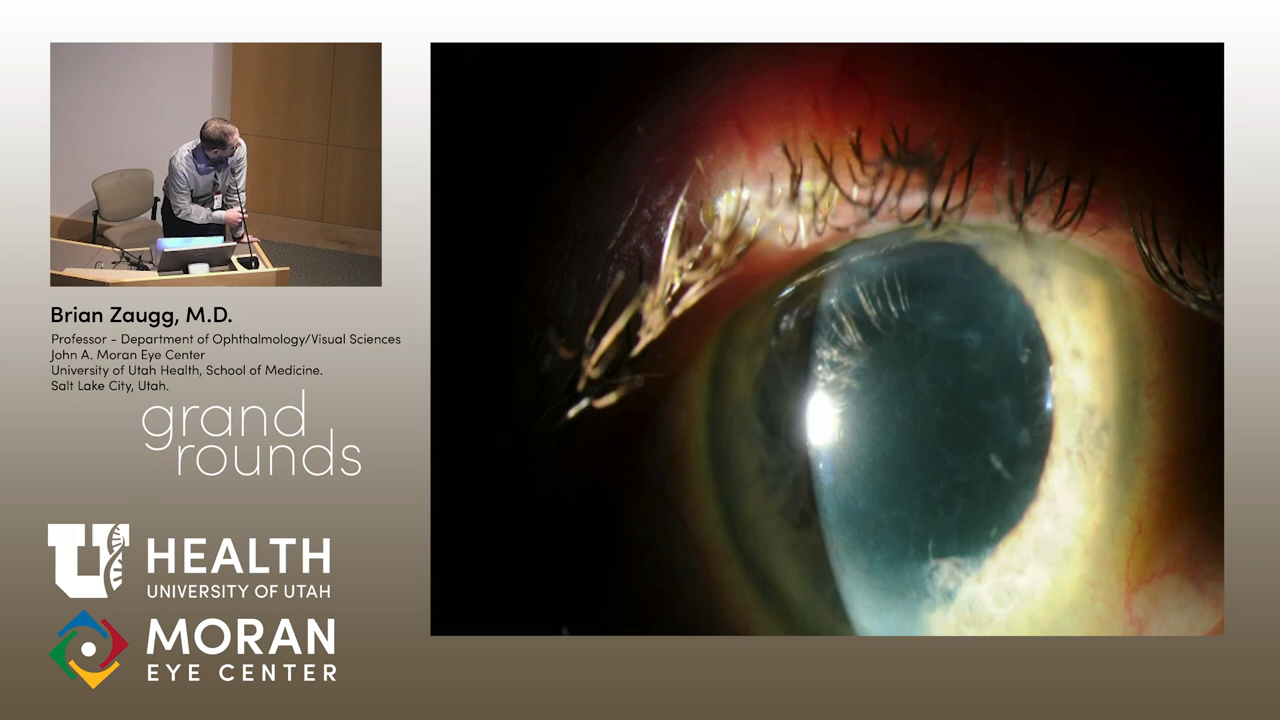 Brian Zaugg, M.D.
Professor - Department of Ophthalmology/Visual Sciences
John A. Moran Eye Center
University of Utah Health, School of Medicine.
Salt Lake City, Utah.
grand
rounds
U
HEALTH
UNIVERSITY OF UTAH
MORAN
EYE CENTER